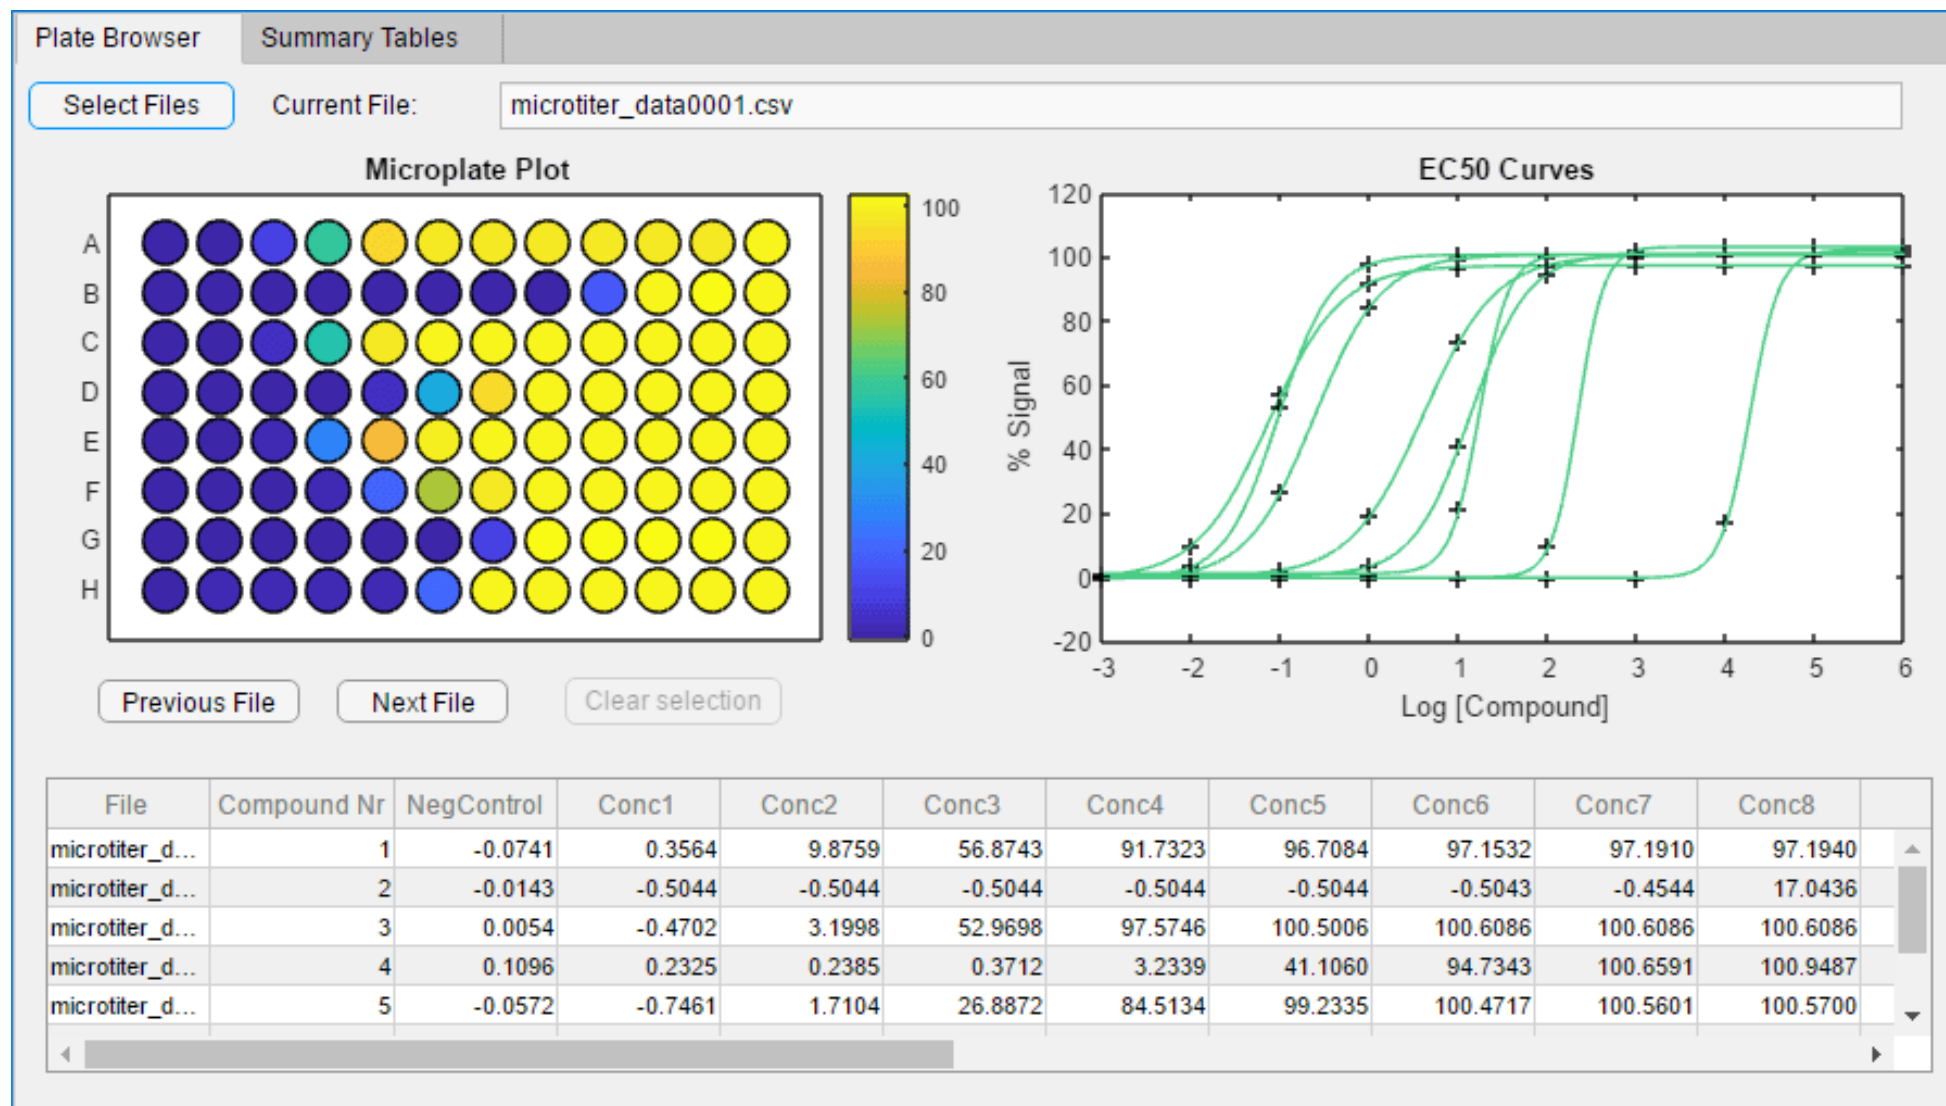 Plate Browser Summary Tables
Select Files Current File: microtiter_data0001.csv
Microplate Plot
A
B
C
D
E
F
G
H
100
80
60
40
20
0
EC50 Curves
120
100
80
60
40
20
0
-20
% Signal
-3 -2 -1 0 1 2 3 4 5 6
Log [Compound]
Previous File Next File Clear selection
File Compound Nr NegControl Conc1 Conc2 Conc3 Conc4 Conc5 Conc6 Conc7 Conc8
microtiter_d... 1 -0.0741 0.3564 9.8759 56.8743 91.7323 96.7084 97.1532 97.1910 97.1940
microtiter_d... 2 -0.0143 -0.5044 -0.5044 -0.5044 -0.5044 -0.5044 -0.5043 -0.4544 17.0436
microtiter_d... 3 0.0054 -0.4702 3.1998 52.9698 97.5746 100.5006 100.6086 100.6086 100.6086
microtiter_d... 4 0.1096 0.2325 0.2385 0.3712 3.2339 41.1060 94.7343 100.6591 100.9487
microtiter_d... 5 -0.0572 -0.7461 1.7104 26.8872 84.5134 99.2335 100.4717 100.5601 100.5700